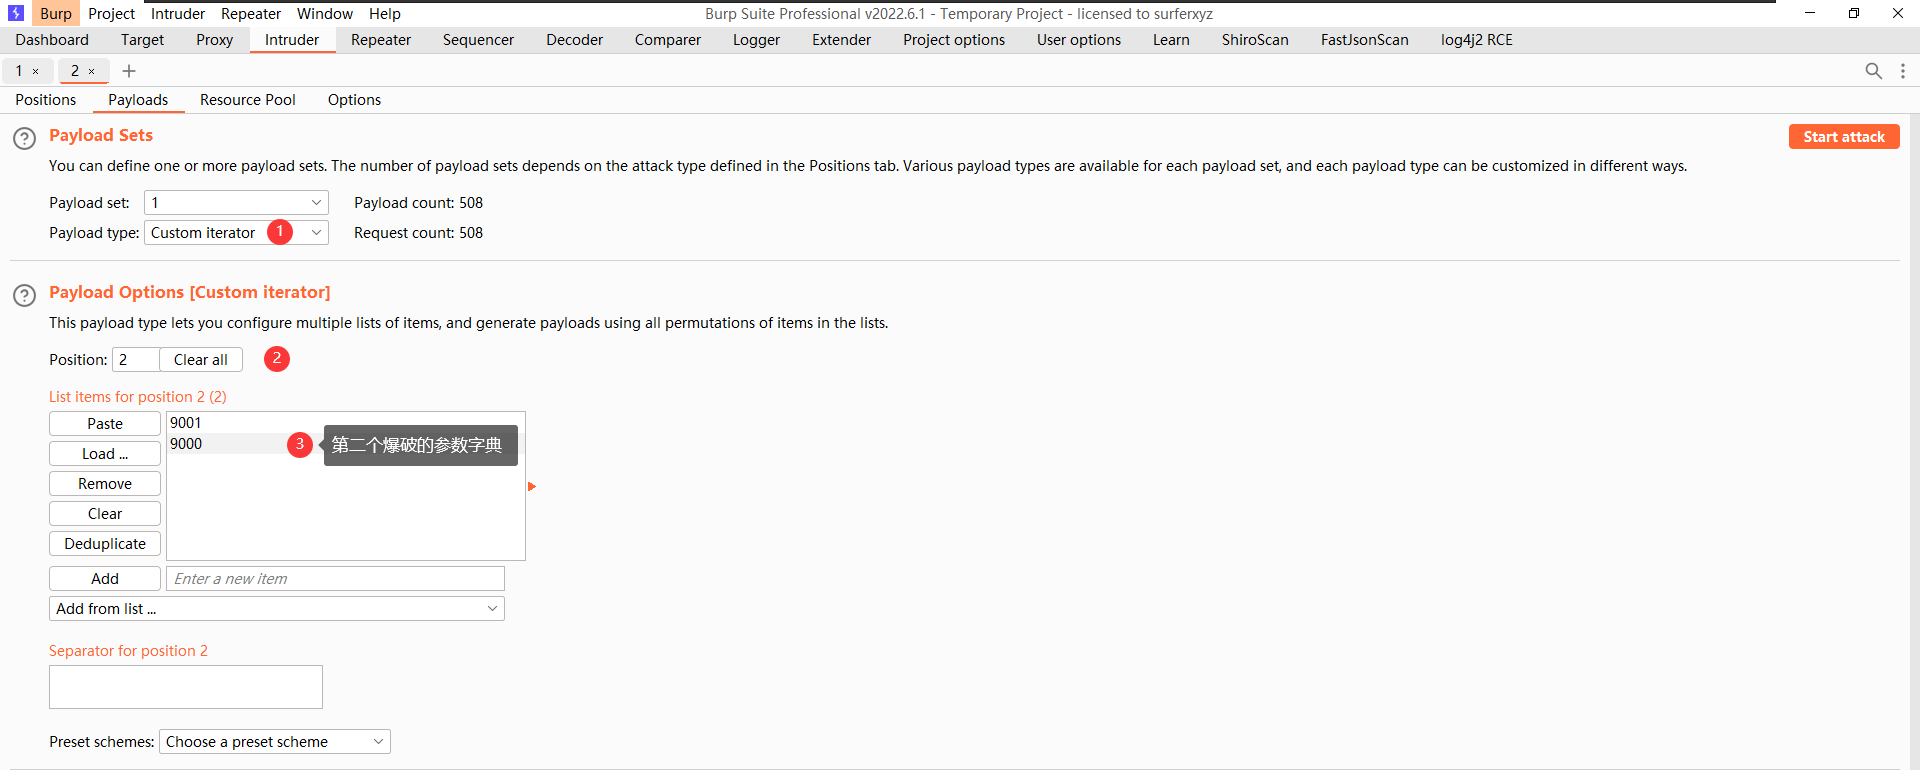 Burp Project Intruder Repeater Window Help Burp Suite Professional v2022.6.1 - Temporary Project - licensed to surferxyz
Dashboard Target Proxy Intruder Repeater Sequencer Decoder Comparer Logger Extender Project options User options Learn ShiroScan FastJsonScan log4j2 RCE
1 × 2 × +
Positions Payloads Resource Pool Options
? Payload Sets Start attack
You can define one or more payload sets. The number of payload sets depends on the attack type defined in the Positions tab. Various payload types are available for each payload set, and each payload type can be customized in different ways.
Payload set: 1 Payload count: 508
Payload type: Custom iterator 1 Request count: 508
? Payload Options [Custom iterator]
This payload type lets you configure multiple lists of items, and generate payloads using all permutations of items in the lists.
Position: 2 Clear all 2
List items for position 2 (2)
Paste 9001
9000 3 第二个爆破的参数字典
Load ...
Remove
Clear
Deduplicate
Add Enter a new item
Add from list ...
Separator for position 2
Preset schemes: Choose a preset scheme